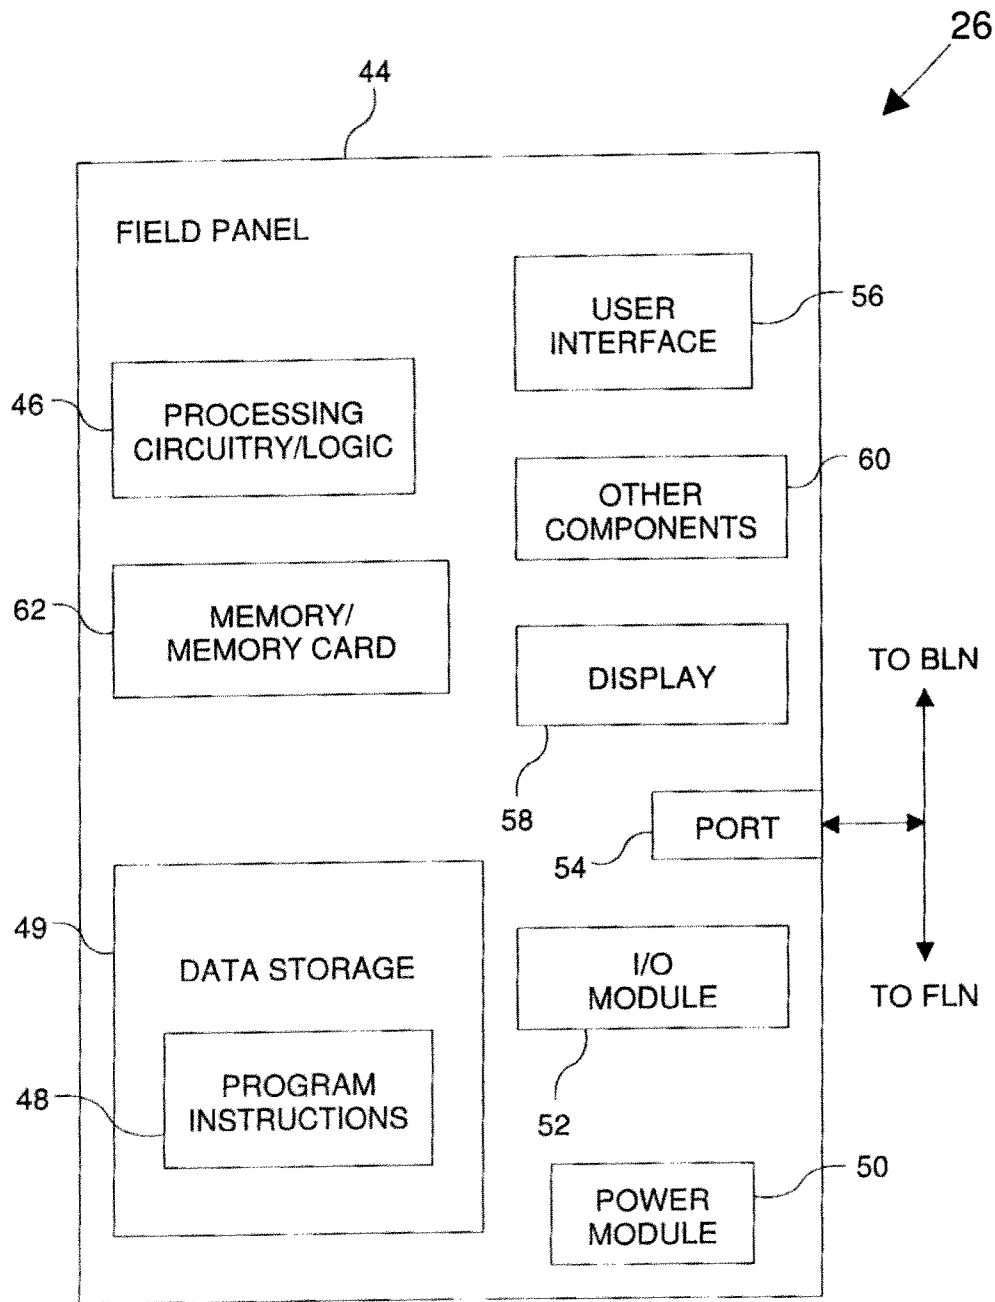 26
44
FIELD PANEL
USER
INTERFACE
56
46
PROCESSING
CIRCUITRY/LOGIC
60
OTHER
COMPONENTS
62
MEMORY/
MEMORY CARD
DISPLAY
58
TO BLN
PORT
54
49
DATA STORAGE
I/O
MODULE
52
TO FLN
48
PROGRAM
INSTRUCTIONS
50
POWER
MODULE